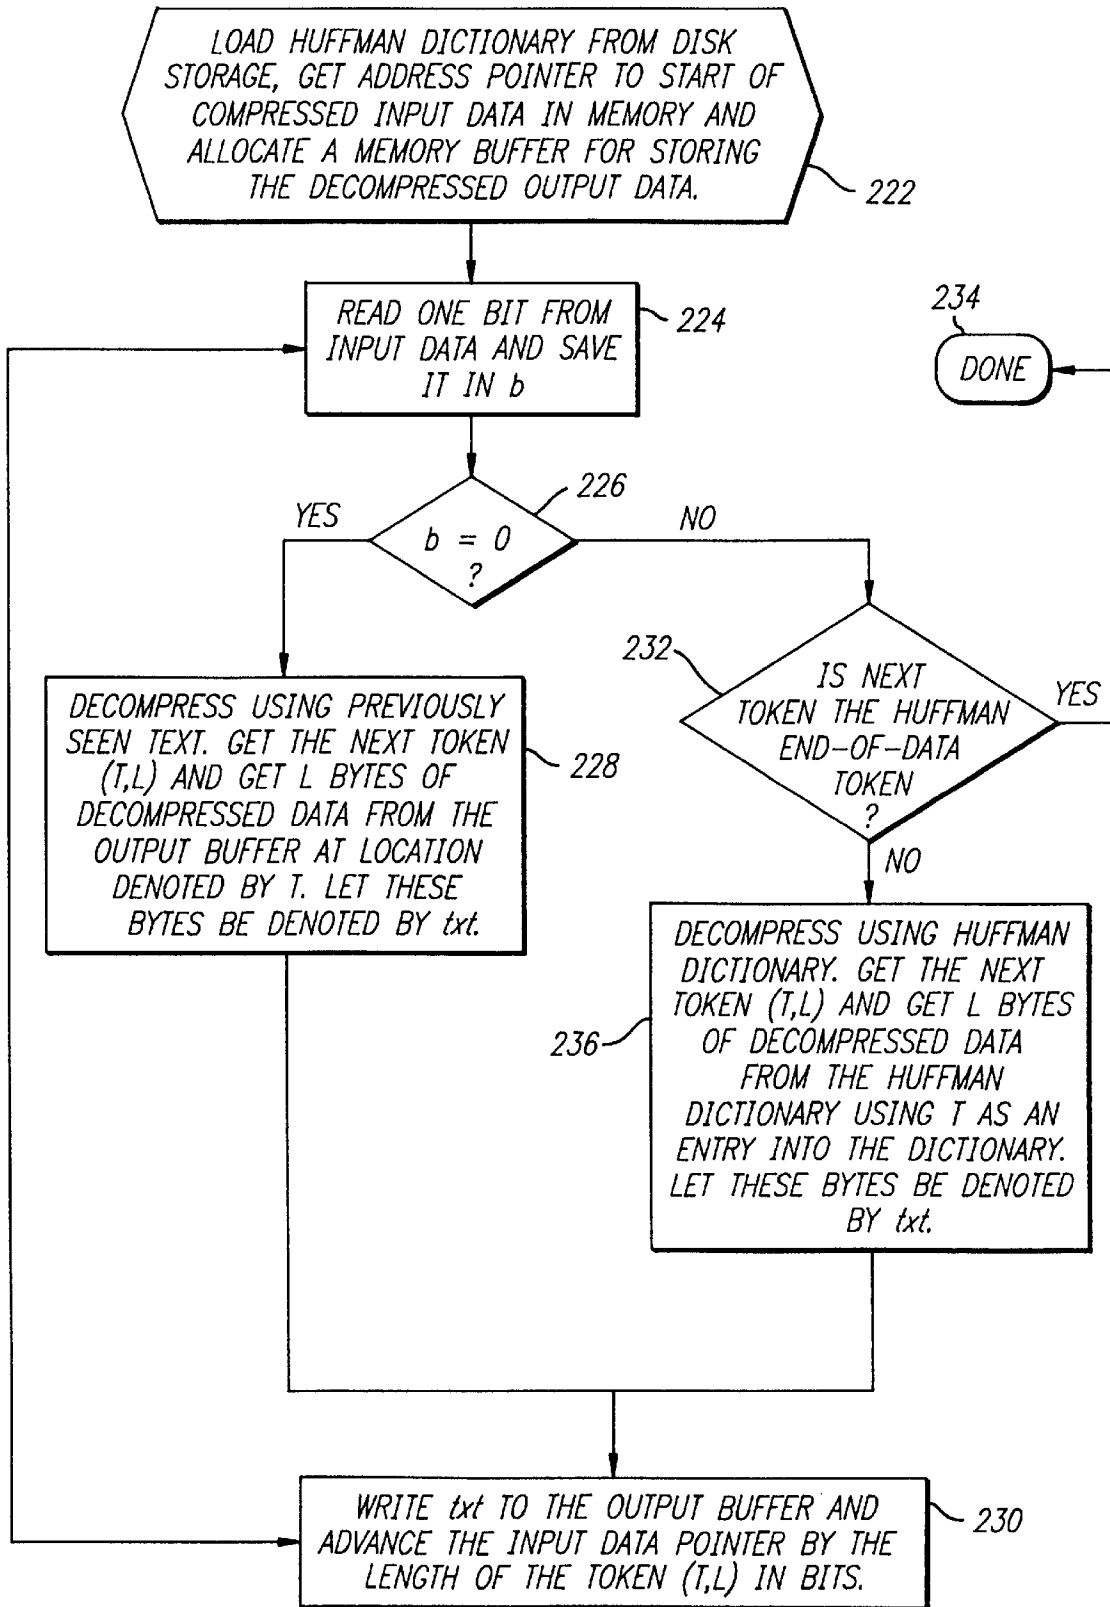 LOAD HUFFMAN DICTIONARY FROM DISK
STORAGE, GET ADDRESS POINTER TO START OF
COMPRESSED INPUT DATA IN MEMORY AND
ALLOCATE A MEMORY BUFFER FOR STORING
THE DECOMPRESSED OUTPUT DATA.
222
READ ONE BIT FROM
INPUT DATA AND SAVE
IT IN b
224
234
DONE
226
YES
b = 0
?
NO
232
IS NEXT
TOKEN THE HUFFMAN
END-OF-DATA
TOKEN
?
YES
NO
DECOMPRESS USING PREVIOUSLY
SEEN TEXT. GET THE NEXT TOKEN
(T,L) AND GET L BYTES OF
DECOMPRESSED DATA FROM THE
OUTPUT BUFFER AT LOCATION
DENOTED BY T. LET THESE
BYTES BE DENOTED BY txt.
228
DECOMPRESS USING HUFFMAN
DICTIONARY. GET THE NEXT
TOKEN (T,L) AND GET L BYTES
OF DECOMPRESSED DATA
FROM THE HUFFMAN
DICTIONARY USING T AS AN
ENTRY INTO THE DICTIONARY.
LET THESE BYTES BE DENOTED
BY txt.
236
WRITE txt TO THE OUTPUT BUFFER AND
ADVANCE THE INPUT DATA POINTER BY THE
LENGTH OF THE TOKEN (T,L) IN BITS.
230